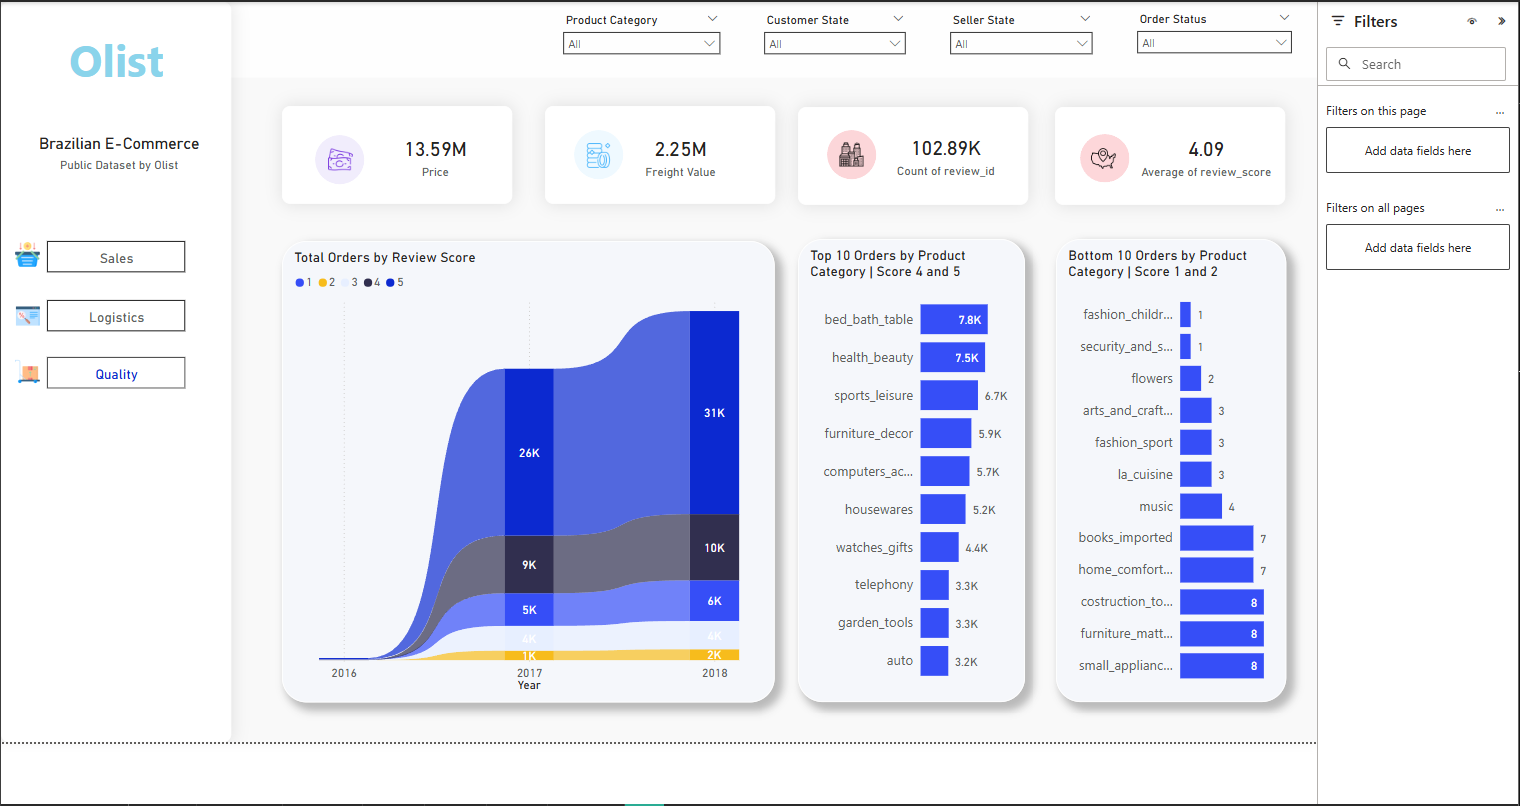 Olist
Brazilian E-Commerce
Public Dataset by Olist
Sales
Logistics
Quality
Product Category
All
Customer State
All
Seller State
All
Order Status
All
13.59M
Price
2.25M
Freight Value
102.89K
Count of review_id
4.09
Average of review_score
Total Orders by Review Score
1 2 3 4 5
26K
9K
5K
4K
1K
31K
10K
6K
4K
2K
2016 2017 2018
Year
Top 10 Orders by Product
Category | Score 4 and 5
bed_bath_table 7.8K
health_beauty 7.5K
sports_leisure 6.7K
furniture_decor 5.9K
computers_ac... 5.7K
housewares 5.2K
watches_gifts 4.4K
telephony 3.3K
garden_tools 3.3K
auto 3.2K
Bottom 10 Orders by Product
Category | Score 1 and 2
fashion_childr... 1
security_and_s... 1
flowers 2
arts_and_craft... 3
fashion_sport 3
la_cuisine 3
music 4
books_imported 7
home_comfort... 7
costruction_to... 8
furniture_matt... 8
small_applianc... 8
Filters
Search
Filters on this page ...
Add data fields here
Filters on all pages ...
Add data fields here